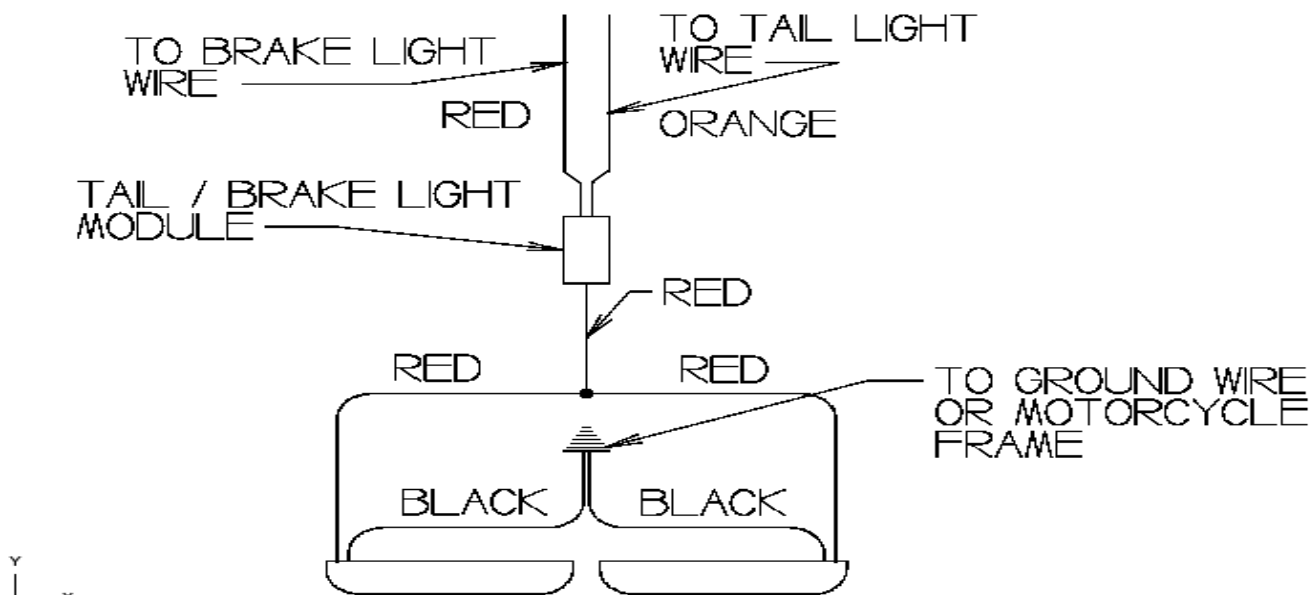 TO BRAKE LIGHT
WIRE
TO TAIL LIGHT
WIRE
RED
ORANGE
TAIL / BRAKE LIGHT
MODULE
RED
RED
RED
TO GROUND WIRE
OR MOTORCYCLE
FRAME
BLACK
BLACK
Y